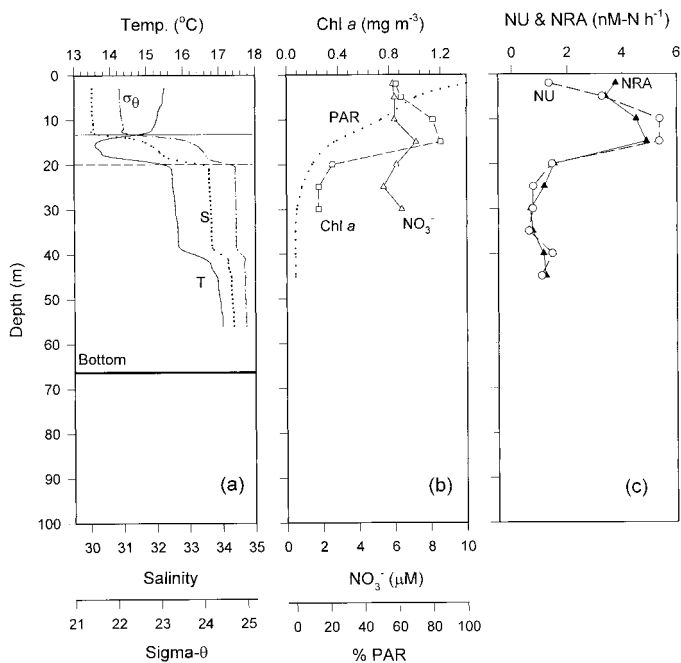 Temp. (°C)
13 14 15 16 17 18
Chl a (mg m⁻³)
0.0 0.4 0.8 1.2
NU & NRA (nM-N h⁻¹)
0 2 4 6
Depth (m)
0
10
20
30
40
50
60
70
80
90
100
σθ
S
T
Bottom
(a)
PAR
Chl a
NO₃⁻
(b)
NU
NRA
(c)
30 31 32 33 34 35
Salinity
21 22 23 24 25
Sigma-θ
0 2 4 6 8 10
NO₃⁻ (μM)
0 20 40 60 80 100
% PAR